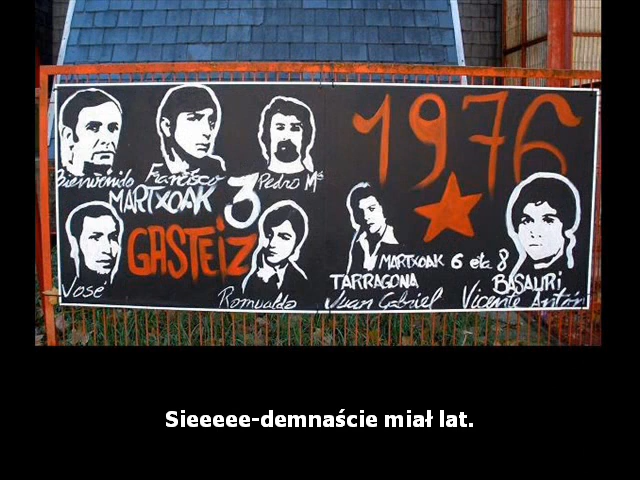 1976
Bienvenido
Francisco
Pedro Mª
MARTXOAK 3
GASTEIZ
José
Romualdo
MARTXOAK 6 eta 8
TARRAGONA
Juan Gabriel
BASAURI
Vicente Antón
Sieeeee-demnaście miał lat.